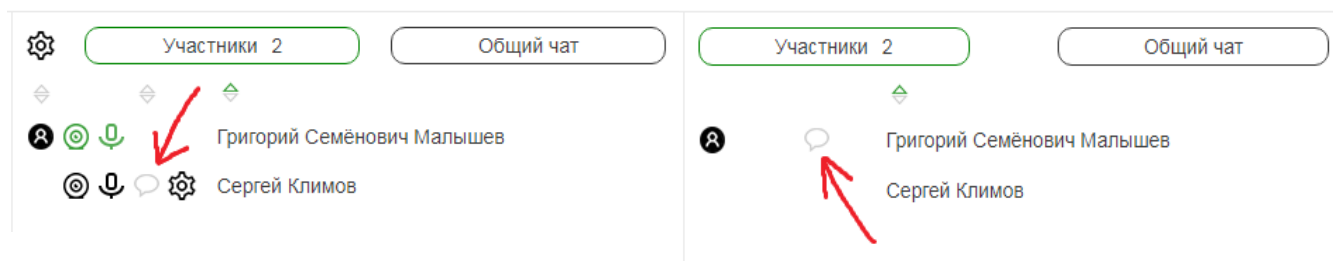 Участники 2 Общий чат
Григорий Семёнович Малышев
Сергей Климов
Участники 2 Общий чат
Григорий Семёнович Малышев
Сергей Климов